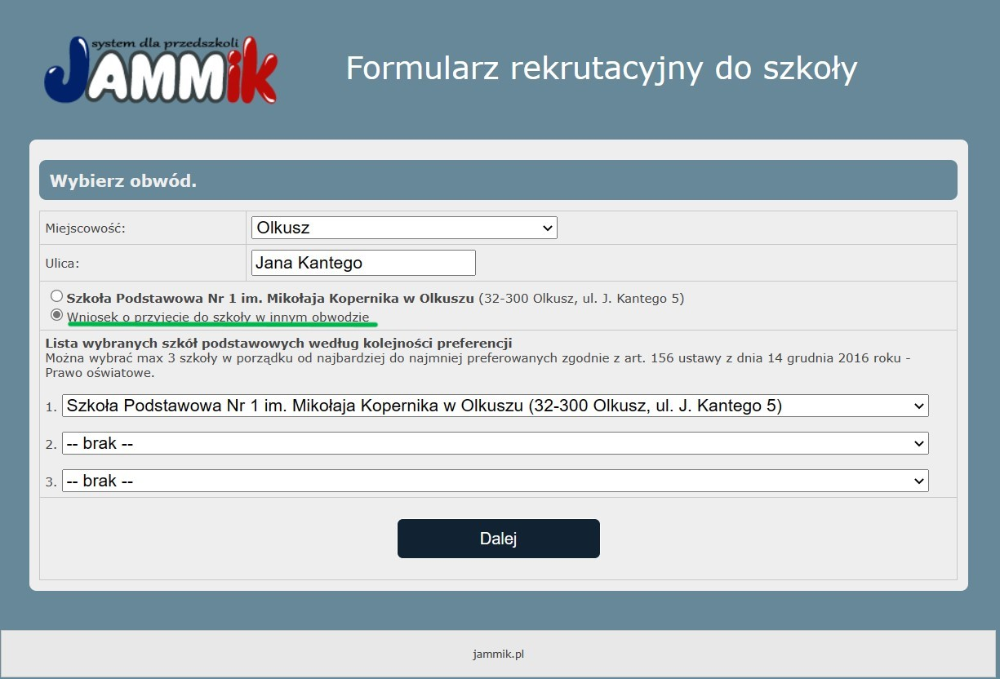 system dla przedszkoli
JAMMik
Formularz rekrutacyjny do szkoły
Wybierz obwód.
Miejscowość:
Olkusz
Ulica:
Jana Kantego
Szkoła Podstawowa Nr 1 im. Mikołaja Kopernika w Olkuszu (32-300 Olkusz, ul. J. Kantego 5)
Wniosek o przyjęcie do szkoły w innym obwodzie
Lista wybranych szkół podstawowych według kolejności preferencji
Można wybrać max 3 szkoły w porządku od najbardziej do najmniej preferowanych zgodnie z art. 156 ustawy z dnia 14 grudnia 2016 roku -
Prawo oświatowe.
1. Szkoła Podstawowa Nr 1 im. Mikołaja Kopernika w Olkuszu (32-300 Olkusz, ul. J. Kantego 5)
2. -- brak --
3. -- brak --
Dalej
jammik.pl